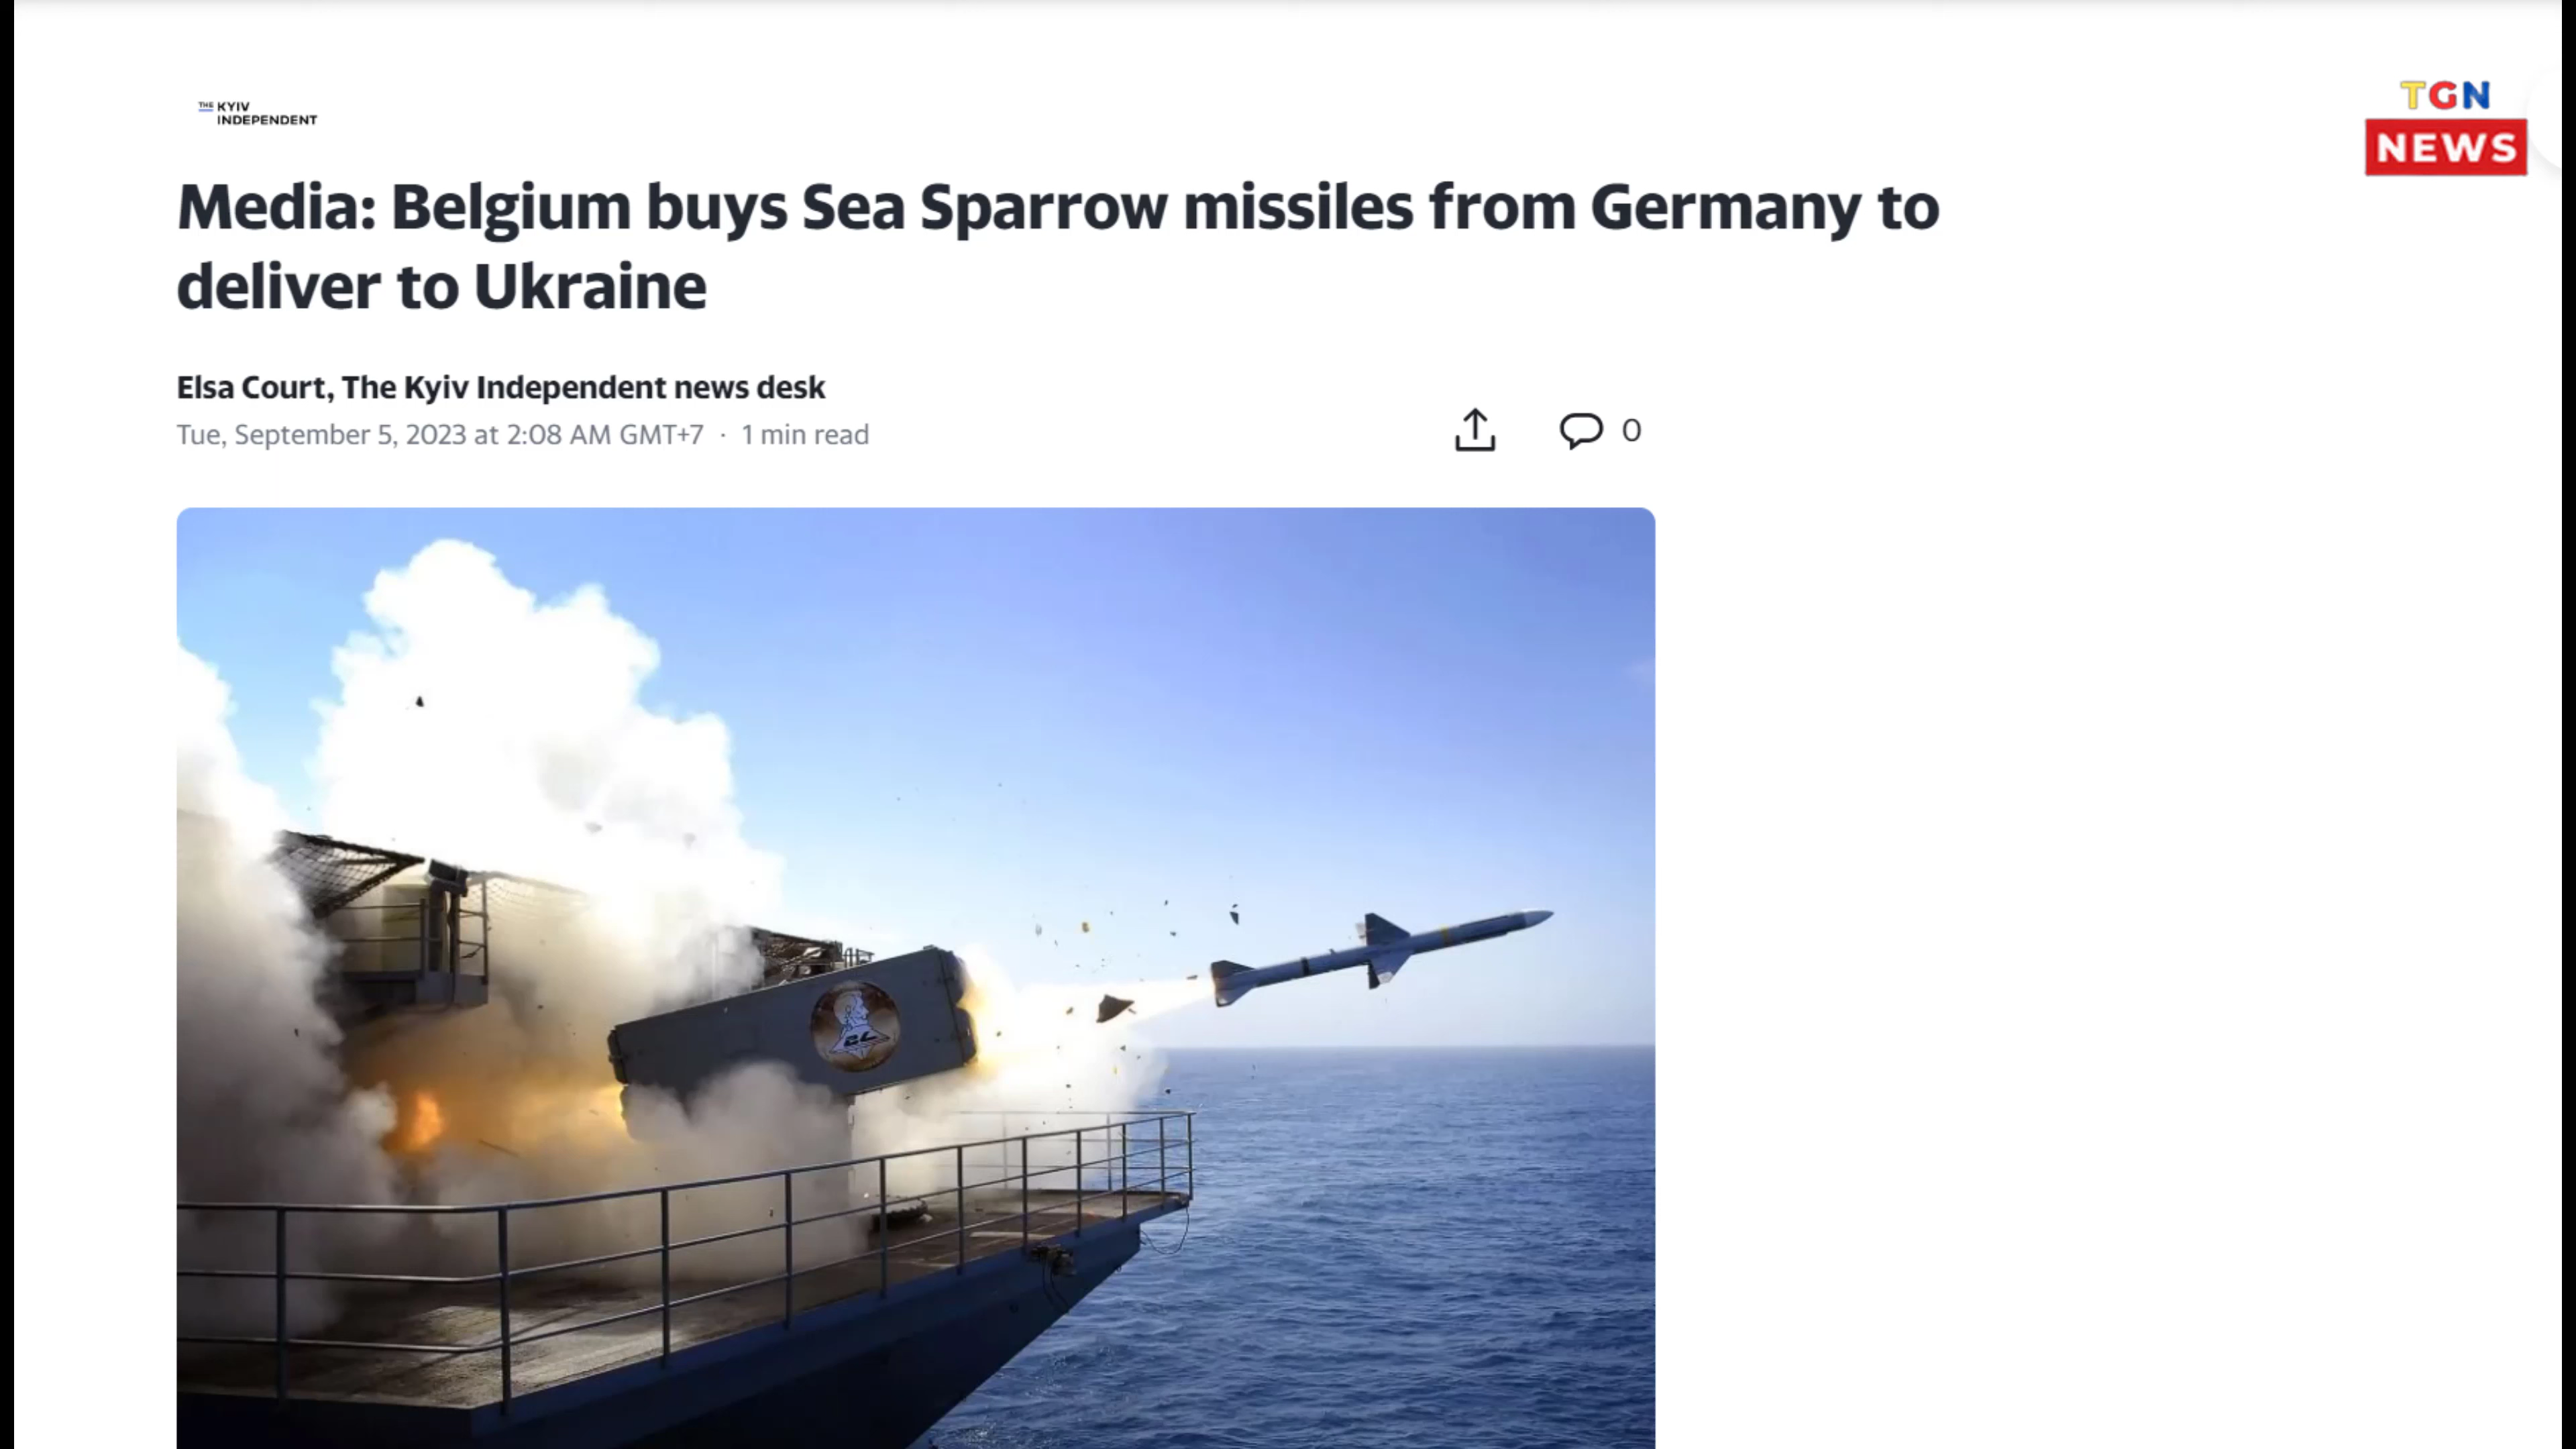 THE KYIV
INDEPENDENT
TGN
NEWS
Media: Belgium buys Sea Sparrow missiles from Germany to
deliver to Ukraine
Elsa Court, The Kyiv Independent news desk
Tue, September 5, 2023 at 2:08 AM GMT+7 · 1 min read
0